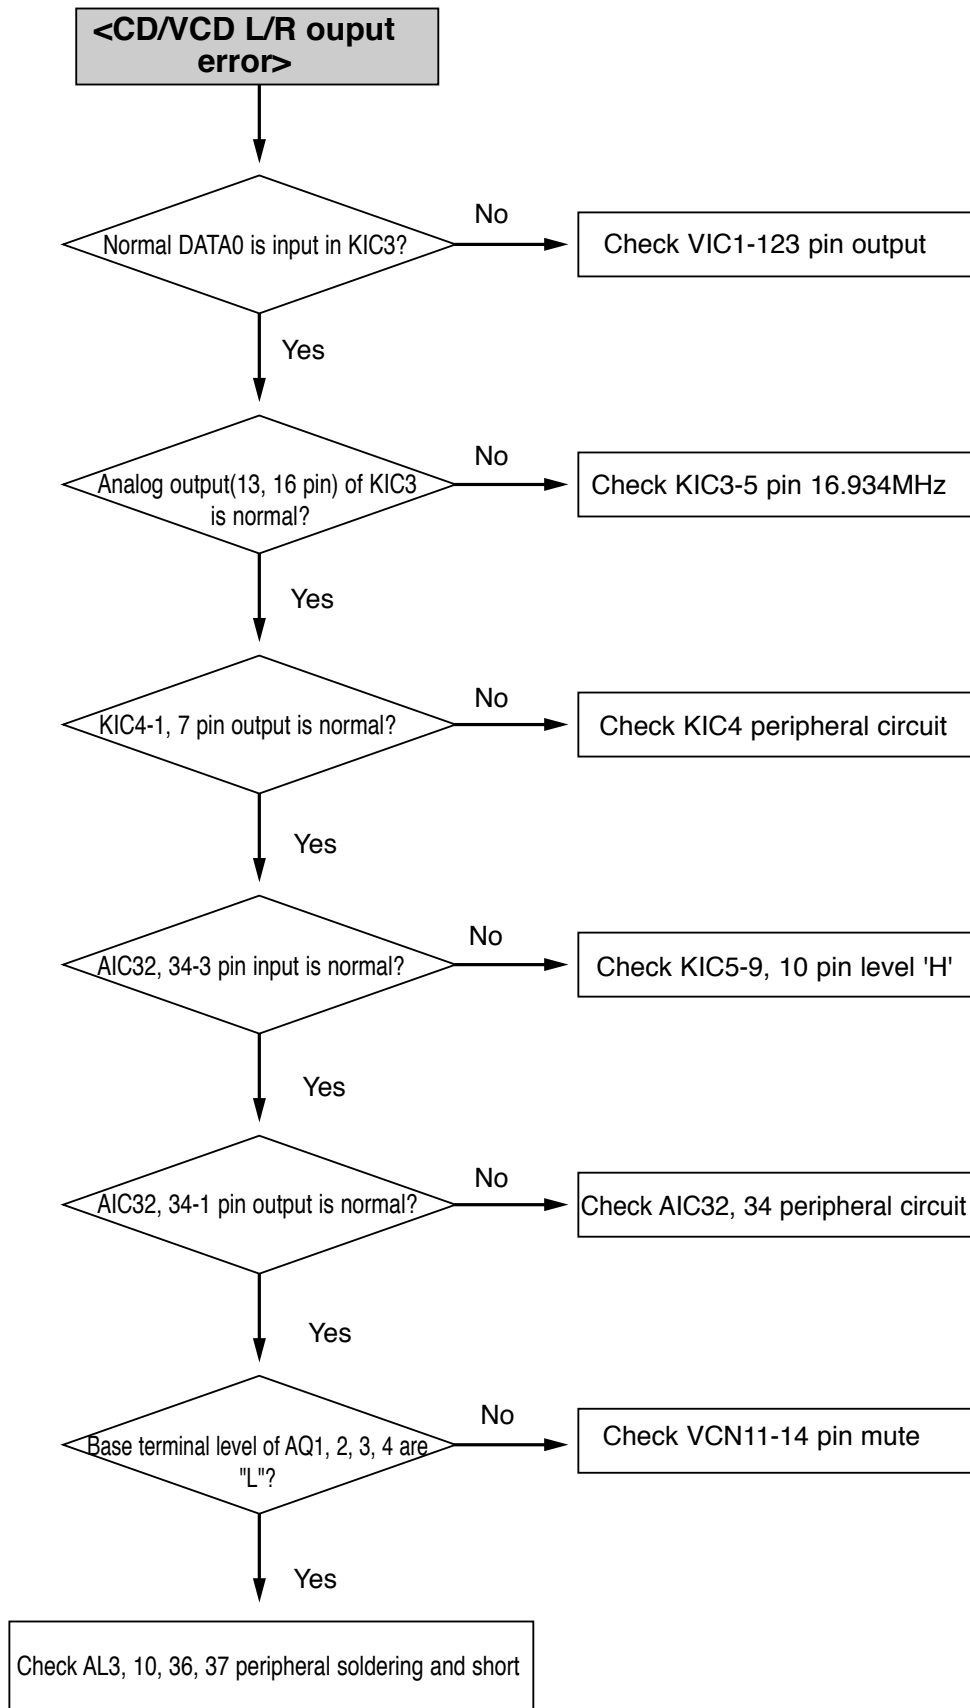 <CD/VCD L/R ouput
error>
Normal DATA0 is input in KIC3?
No
Check VIC1-123 pin output
Yes
Analog output(13, 16 pin) of KIC3
is normal?
No
Check KIC3-5 pin 16.934MHz
Yes
KIC4-1, 7 pin output is normal?
No
Check KIC4 peripheral circuit
Yes
AIC32, 34-3 pin input is normal?
No
Check KIC5-9, 10 pin level 'H'
Yes
AIC32, 34-1 pin output is normal?
No
Check AIC32, 34 peripheral circuit
Yes
Base terminal level of AQ1, 2, 3, 4 are
"L"?
No
Check VCN11-14 pin mute
Yes
Check AL3, 10, 36, 37 peripheral soldering and short